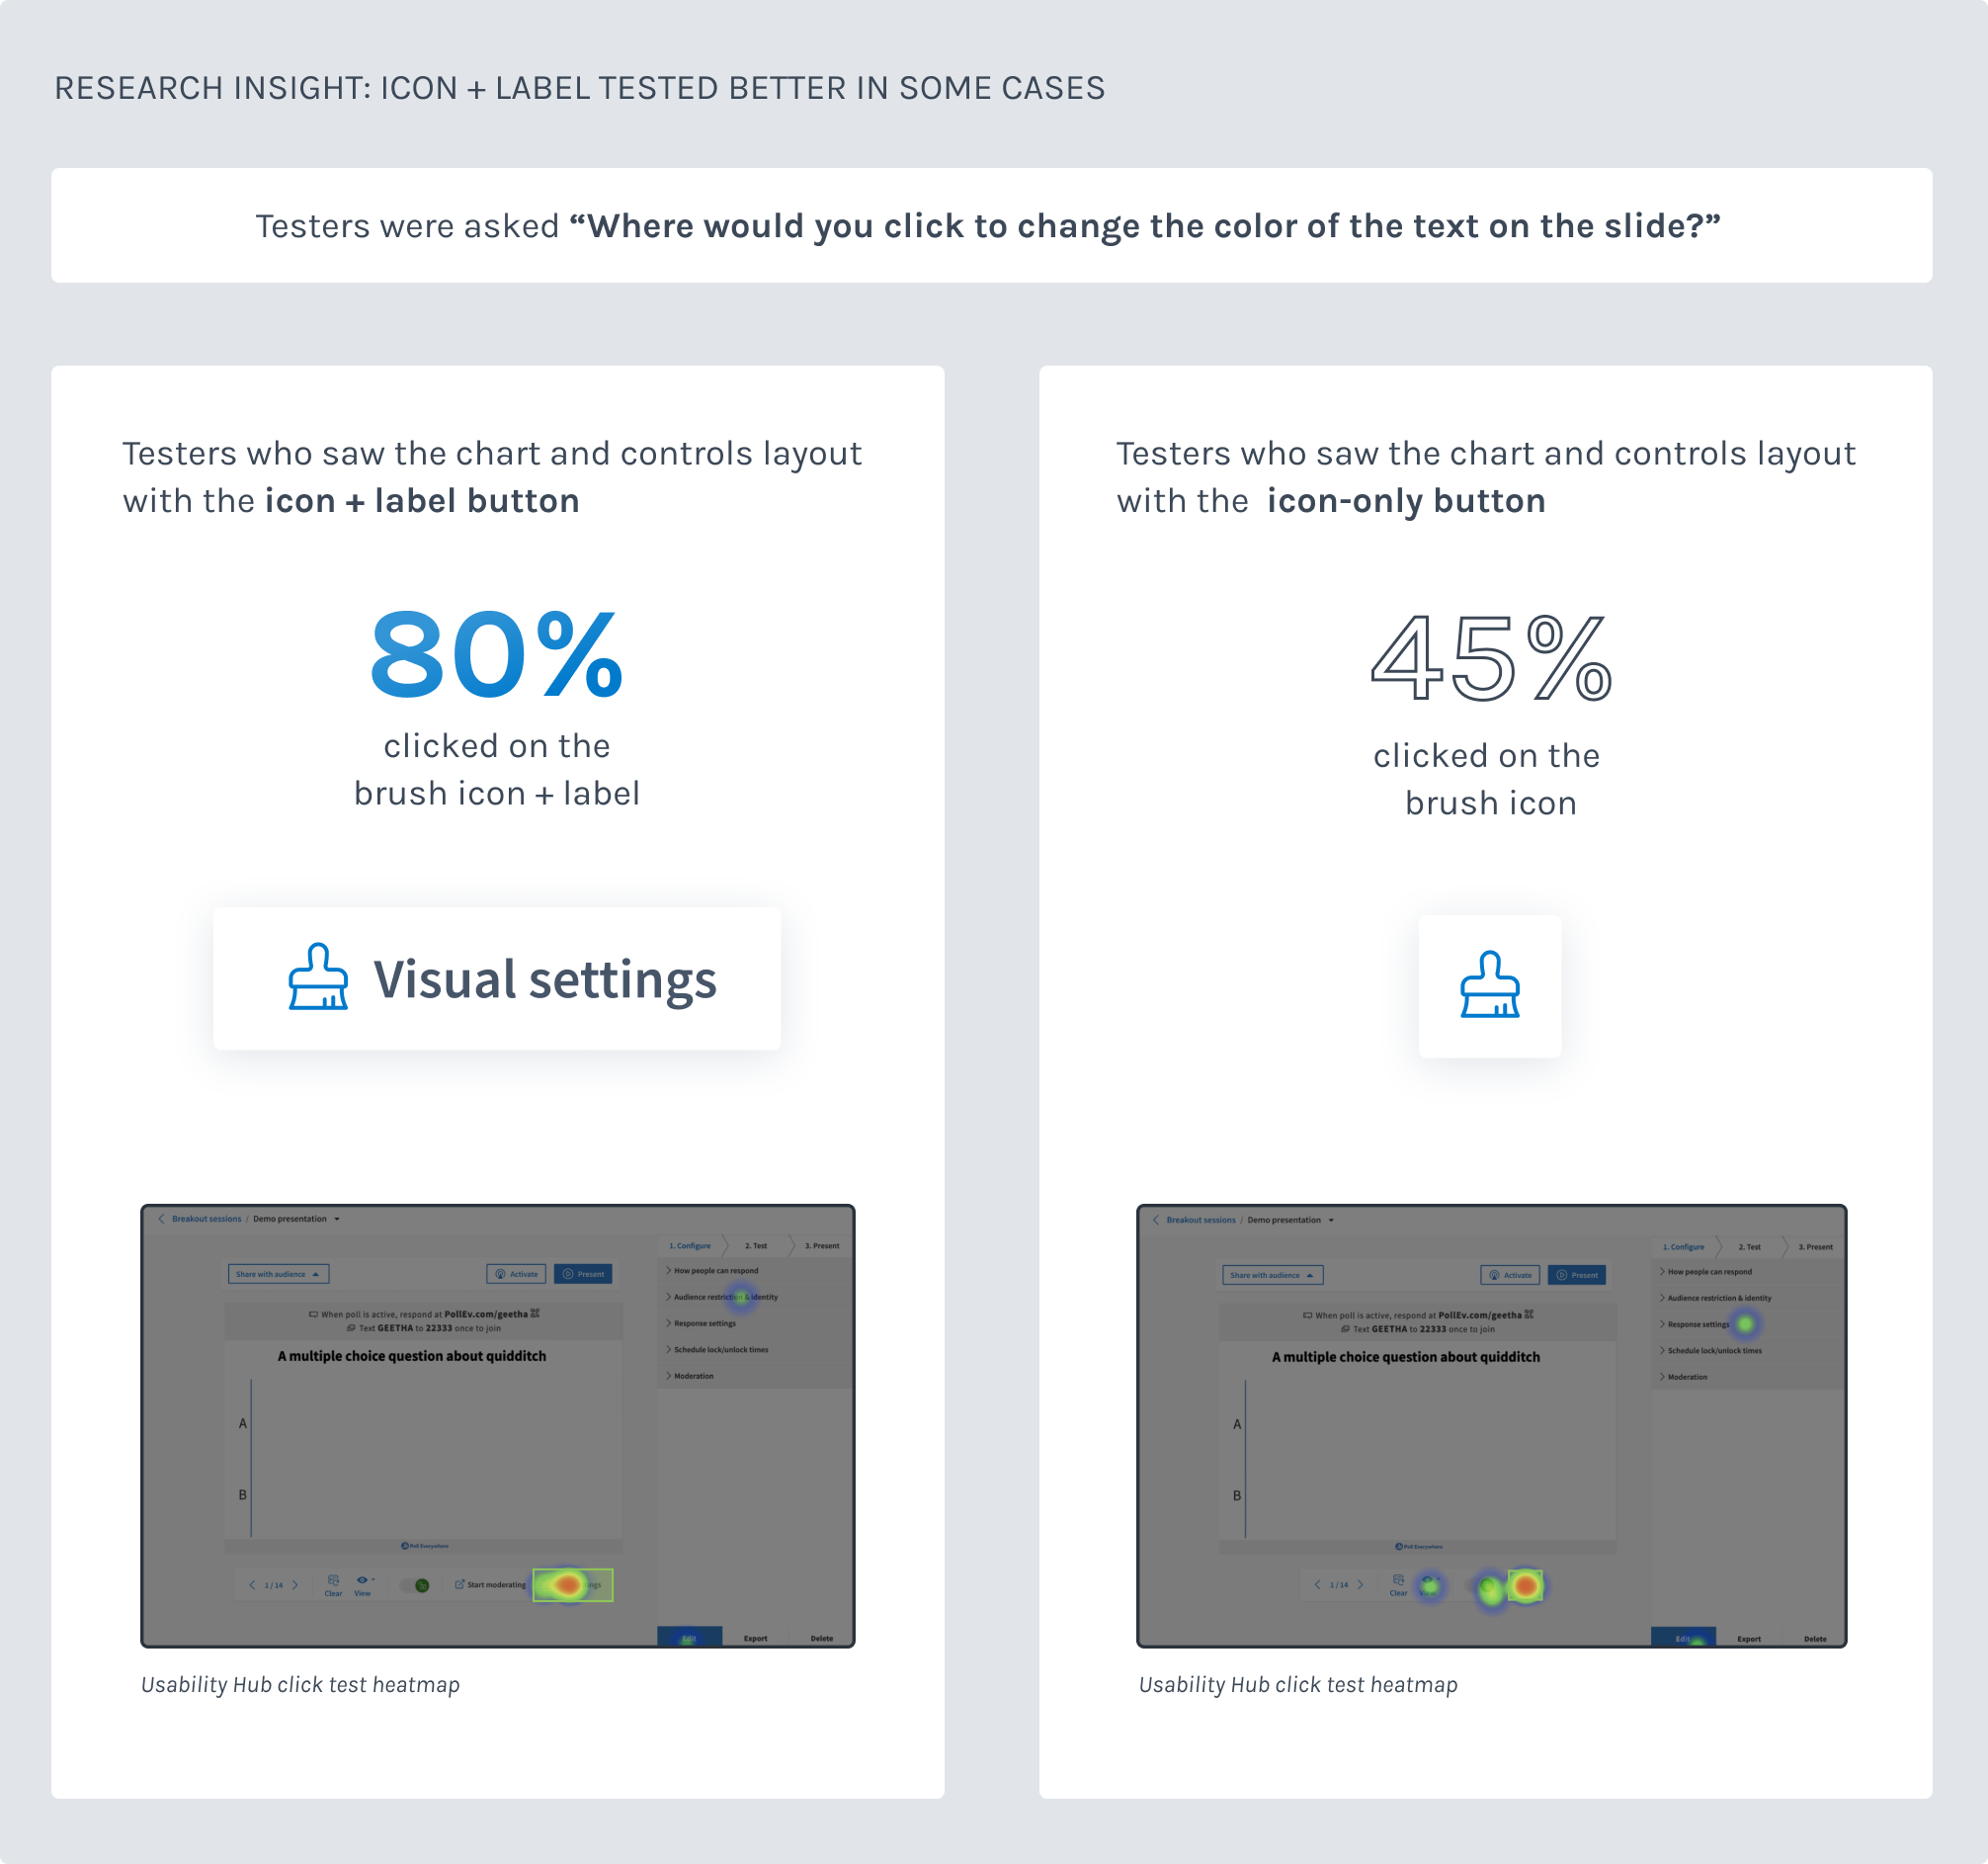 RESEARCH INSIGHT: ICON + LABEL TESTED BETTER IN SOME CASES
Testers were asked “Where would you click to change the color of the text on the slide?”
Testers who saw the chart and controls layout
with the icon + label button
80%
clicked on the
brush icon + label
Visual settings
Breakout sessions / Demo presentation
1. Configure
2. Test
3. Present
Share with audience
Activate
Present
How people can respond
Audience restriction & identity
Response settings
Schedule lock/unlock times
Moderation
When poll is active, respond at PollEv.com/geetha
Text GEETHA to 22333 once to join
A multiple choice question about quidditch
A
B
Poll Everywhere
1 / 14
Clear
View
Start moderating
Edit
Export
Delete
Usability Hub click test heatmap
Testers who saw the chart and controls layout
with the icon-only button
45%
clicked on the
brush icon
Breakout sessions / Demo presentation
1. Configure
2. Test
3. Present
Share with audience
Activate
Present
How people can respond
Audience restriction & identity
Response settings
Schedule lock/unlock times
Moderation
When poll is active, respond at PollEv.com/geetha
Text GEETHA to 22333 once to join
A multiple choice question about quidditch
A
B
Poll Everywhere
1 / 14
Clear
Edit
Export
Delete
Usability Hub click test heatmap